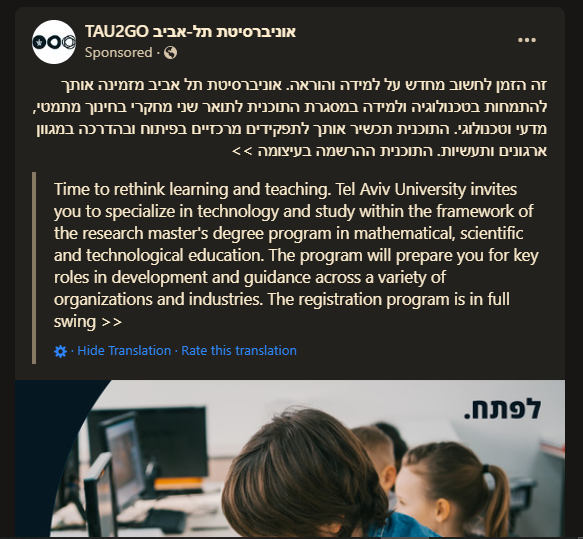 TAU2GO אוניברסיטת תל-אביב
Sponsored ·
זה הזמן לחשוב מחדש על למידה והוראה. אוניברסיטת תל אביב מזמינה אותך
להתמחות בטכנולוגיה ולמידה במסגרת התוכנית לתואר שני מחקרי בחינוך מתמטי,
מדעי וטכנולוגי. התוכנית תכשיר אותך לתפקידים מרכזיים בפיתוח ובהדרכה במגוון
ארגונים ותעשיות. התוכנית ההרשמה בעיצומה >>
Time to rethink learning and teaching. Tel Aviv University invites
you to specialize in technology and study within the framework of
the research master's degree program in mathematical, scientific
and technological education. The program will prepare you for key
roles in development and guidance across a variety of
organizations and industries. The registration program is in full
swing >>
· Hide Translation · Rate this translation
לפתח.